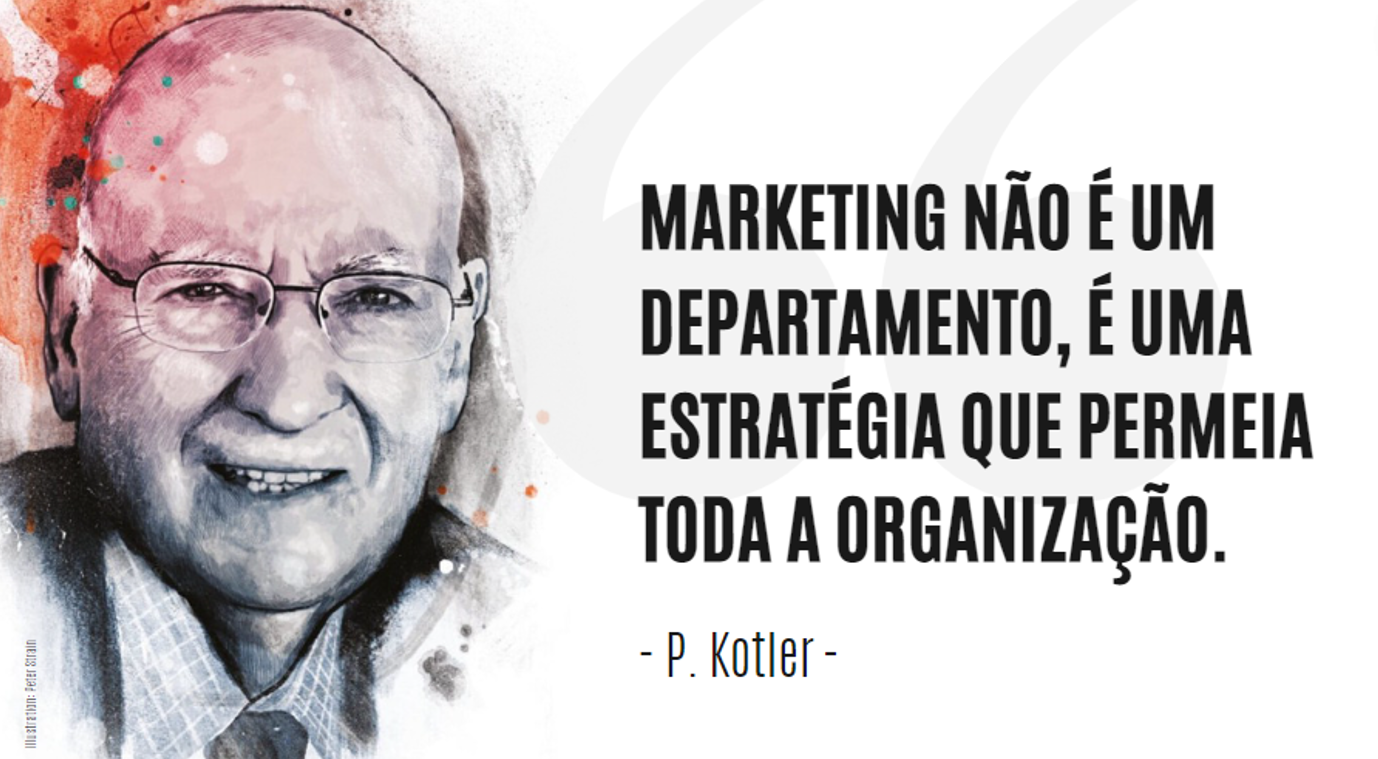 MARKETING NÃO É UM
DEPARTAMENTO, É UMA
ESTRATÉGIA QUE PERMEIA
TODA A ORGANIZAÇÃO.
- P. Kotler -
Illustration: Peter Strain